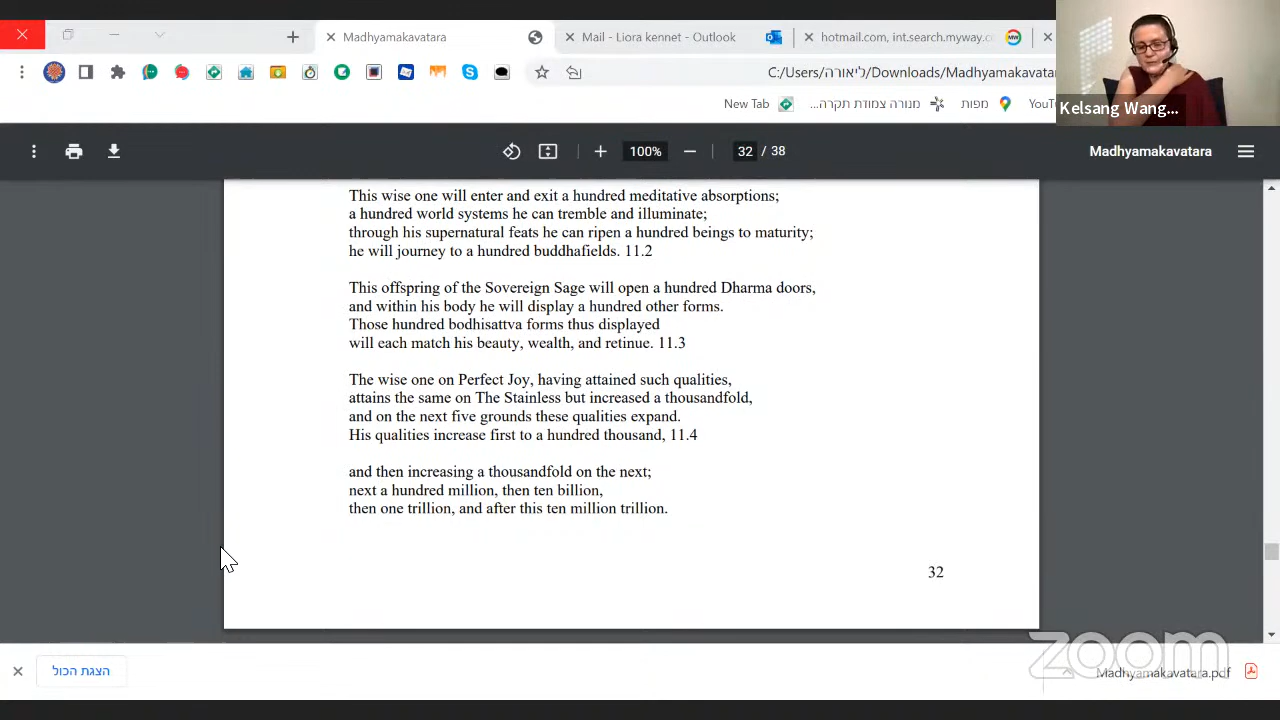 Madhyamakavatara
Mail - Liora kennet - Outlook
hotmail.com, int.search.myway.c
C:/Users/ליאורה/Downloads/Madhyamakavata
New Tab
מנורה צמודת תקרה...
מפות
YouT
Kelsang Wang...
100%
32 / 38
Madhyamakavatara
This wise one will enter and exit a hundred meditative absorptions;
a hundred world systems he can tremble and illuminate;
through his supernatural feats he can ripen a hundred beings to maturity;
he will journey to a hundred buddhafields. 11.2
This offspring of the Sovereign Sage will open a hundred Dharma doors,
and within his body he will display a hundred other forms.
Those hundred bodhisattva forms thus displayed
will each match his beauty, wealth, and retinue. 11.3
The wise one on Perfect Joy, having attained such qualities,
attains the same on The Stainless but increased a thousandfold,
and on the next five grounds these qualities expand.
His qualities increase first to a hundred thousand, 11.4
and then increasing a thousandfold on the next;
next a hundred million, then ten billion,
then one trillion, and after this ten million trillion.
32
zoom
הצגת הכול
Madhyamakavatara.pdf